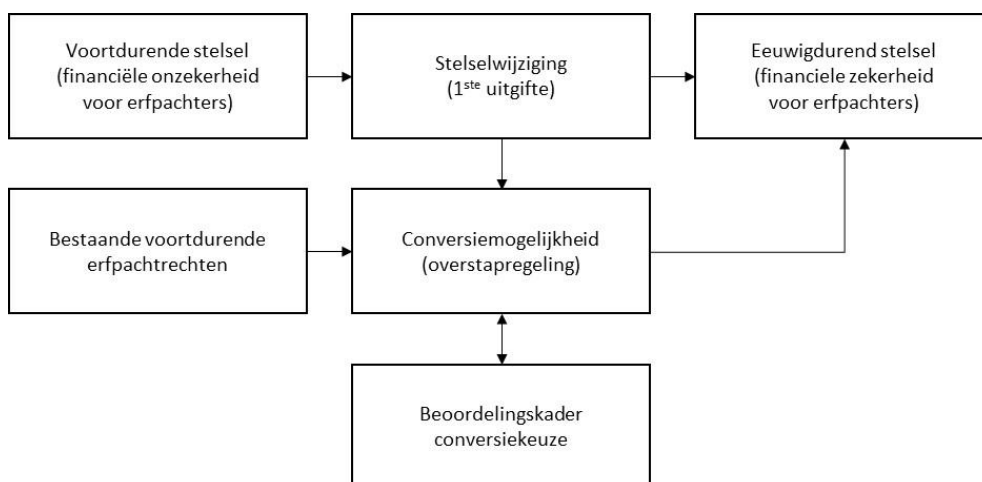 Voortdurende stelsel
(financiële onzekerheid
voor erfpachters)
Stelselwijziging
(1ste uitgifte)
Eeuwigdurend stelsel
(financiele zekerheid
voor erfpachters)
Bestaande voortdurende
erfpachtrechten
Conversiemogelijkheid
(overstapregeling)
Beoordelingskader
conversiekeuze